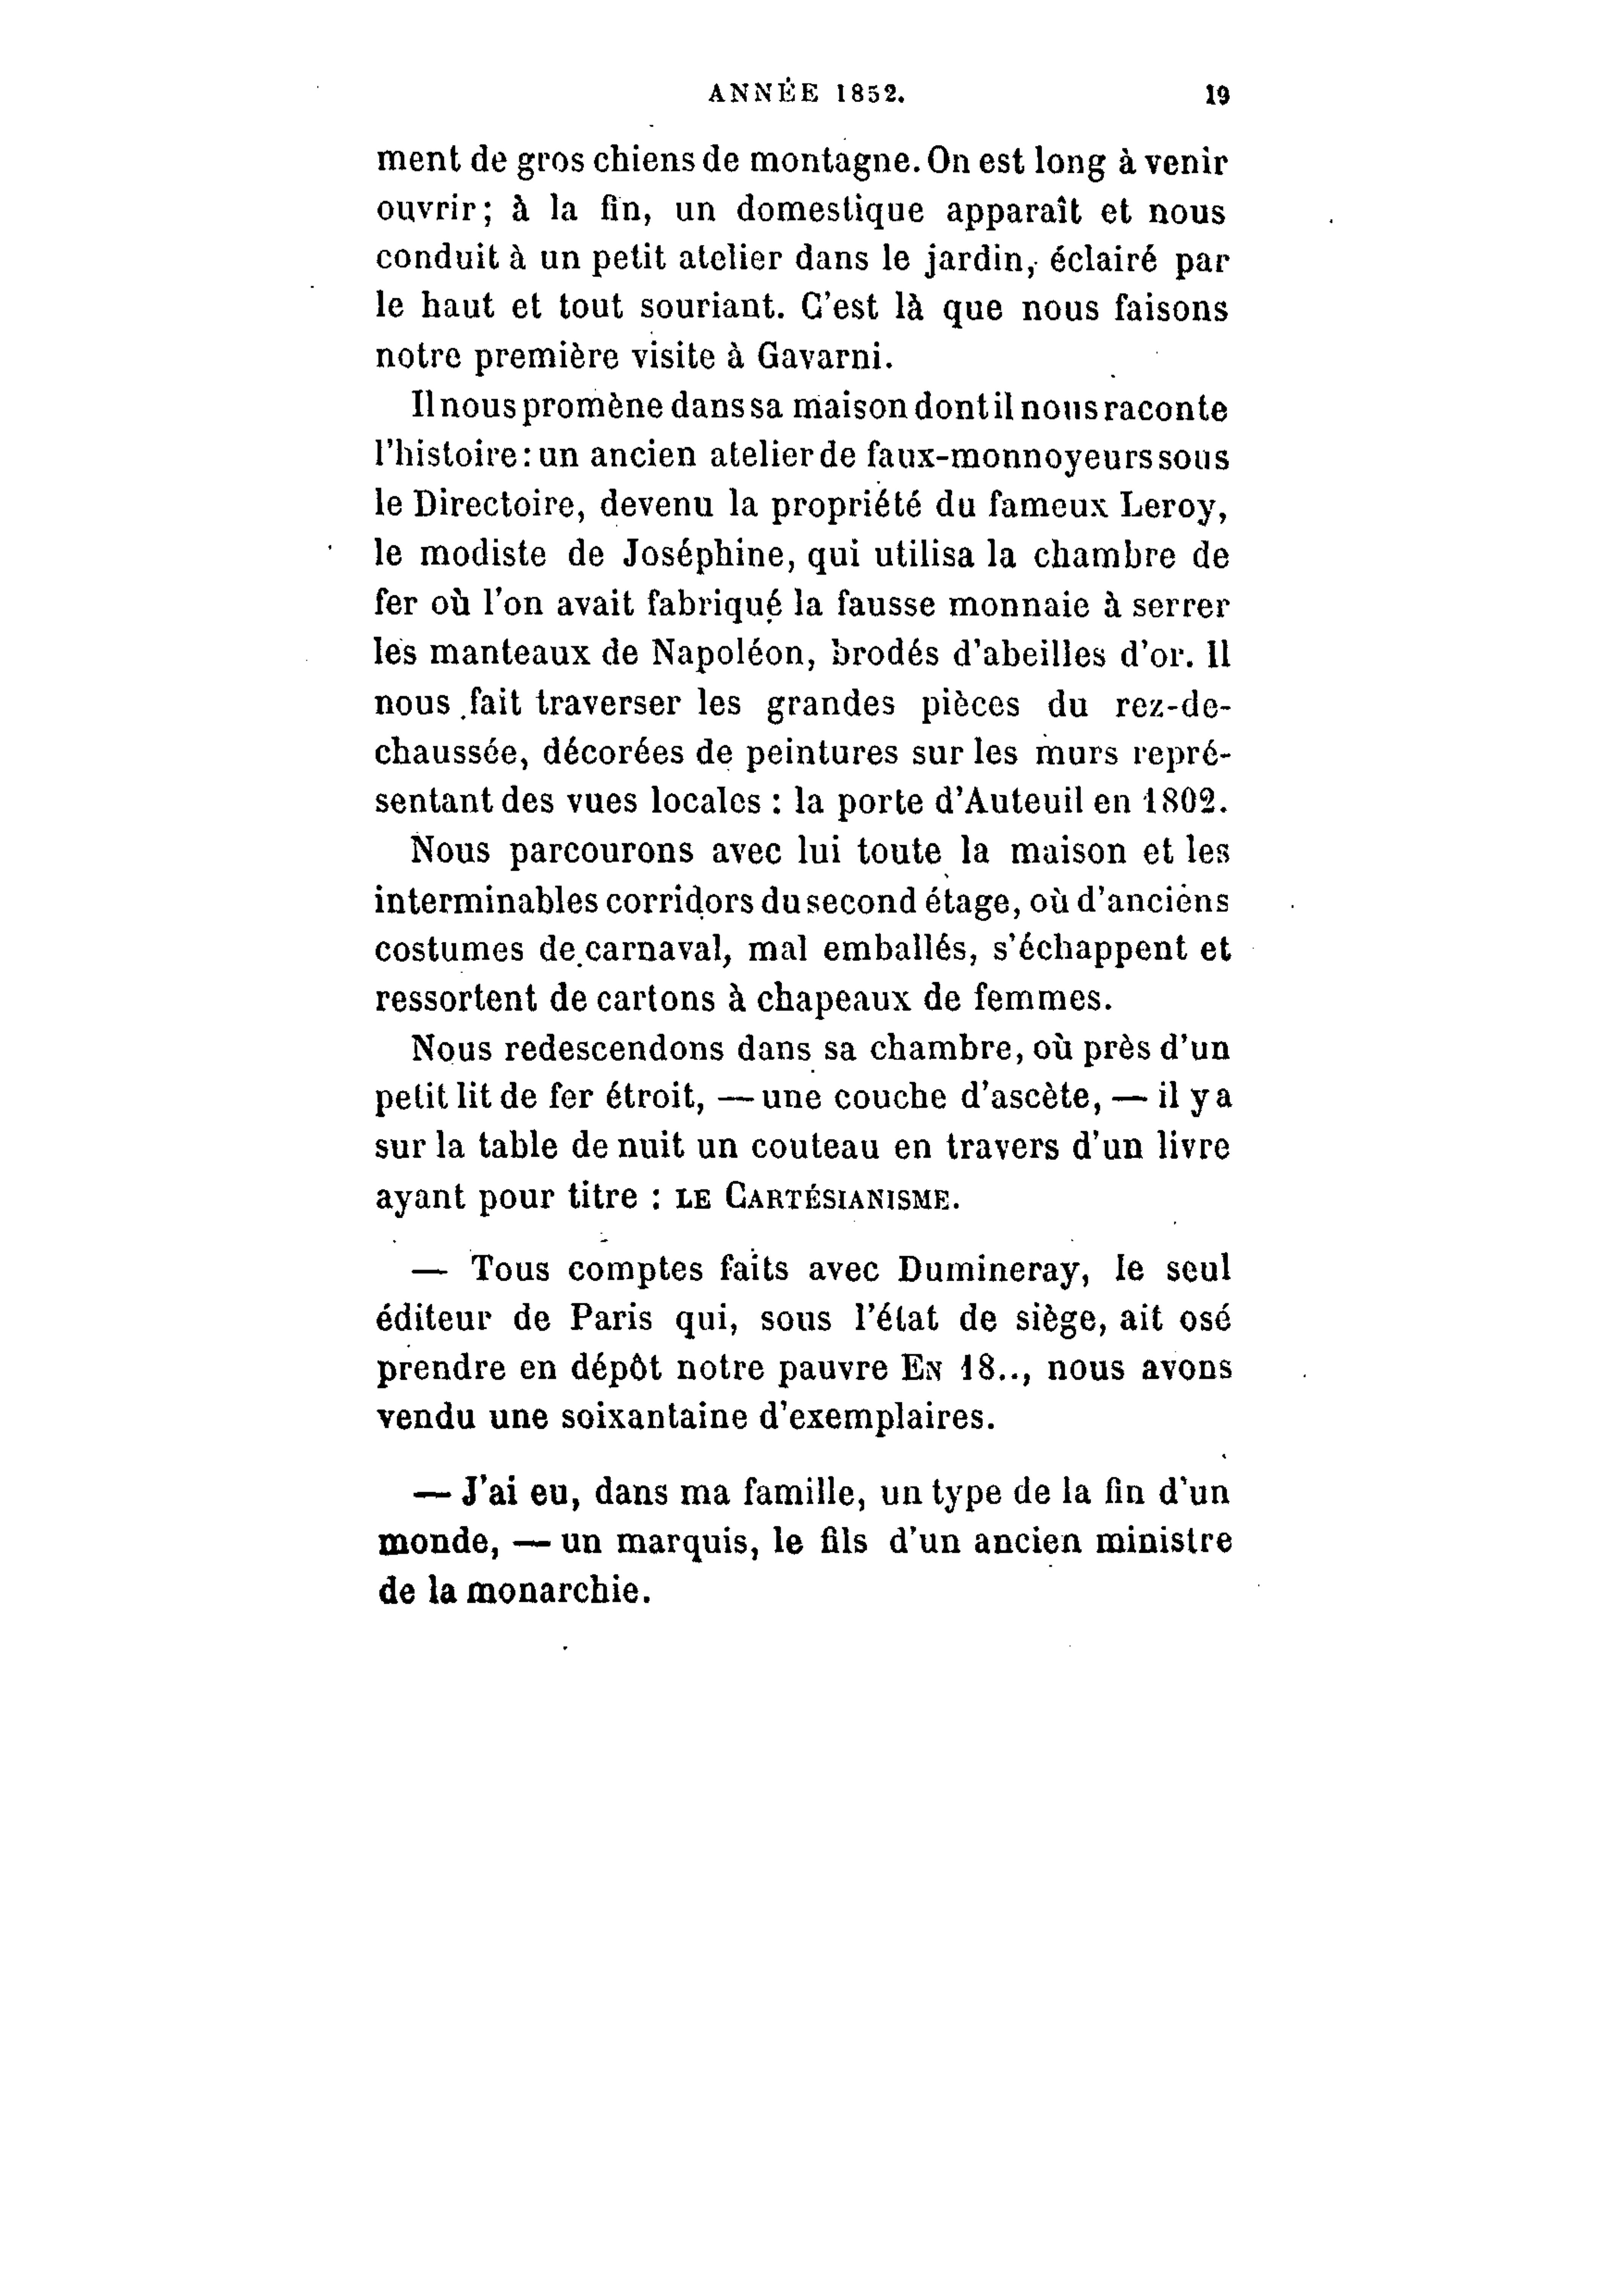 ANNÉE 1852. 19
ment de gros chiens de montagne. On est long à venir
ouvrir; à la fin, un domestique apparaît et nous
conduit à un petit atelier dans le jardin, éclairé par
le haut et tout souriant. C'est là que nous faisons
notre première visite à Gavarni.
Il nous promène dans sa maison dont il nous raconte
l'histoire: un ancien atelier de faux-monnoyeurs sous
le Directoire, devenu la propriété du fameux Leroy,
le modiste de Joséphine, qui utilisa la chambre de
fer où l'on avait fabriqué la fausse monnaie à serrer
les manteaux de Napoléon, brodés d'abeilles d'or. Il
nous fait traverser les grandes pièces du rez-de-
chaussée, décorées de peintures sur les murs repré-
sentant des vues locales : la porte d'Auteuil en 1802.
Nous parcourons avec lui toute la maison et les
interminables corridors du second étage, où d'anciens
costumes de carnaval, mal emballés, s'échappent et
ressortent de cartons à chapeaux de femmes.
Nous redescendons dans sa chambre, où près d'un
petit lit de fer étroit, — une couche d'ascète, — il y a
sur la table de nuit un couteau en travers d'un livre
ayant pour titre : LE CARTÉSIANISME.
— Tous comptes faits avec Dumineray, le seul
éditeur de Paris qui, sous l'état de siège, ait osé
prendre en dépôt notre pauvre EN 18.., nous avons
vendu une soixantaine d'exemplaires.
— J'ai eu, dans ma famille, un type de la fin d'un
monde, — un marquis, le fils d'un ancien ministre
de la monarchie.